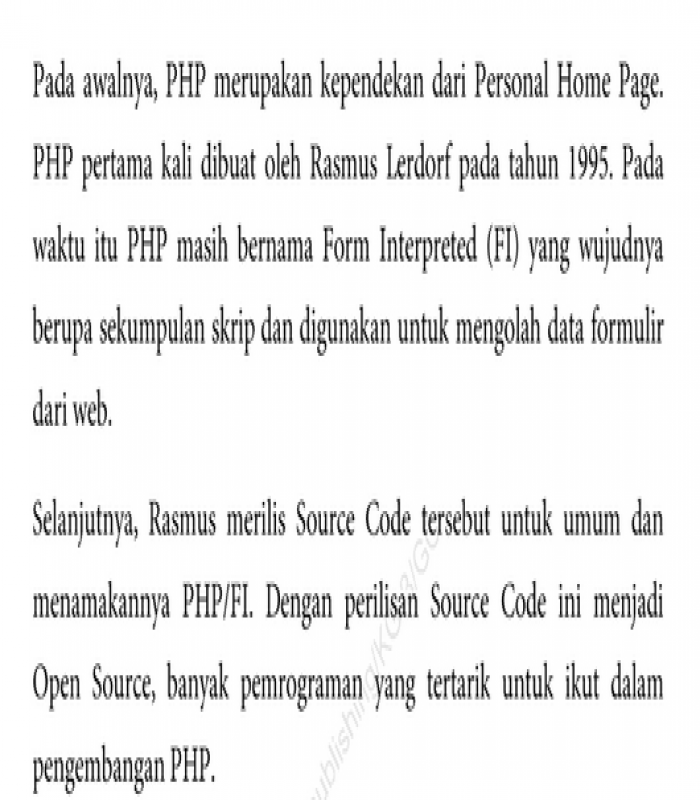 Pada awalnya, PHP merupakan kependekan dari Personal Home Page.
PHP pertama kali dibuat oleh Rasmus Lerdorf pada tahun 1995. Pada
waktu itu PHP masih bernama Form Interpreted (FI) yang wujudnya
berupa sekumpulan skrip dan digunakan untuk mengolah data formulir
dari web.
Selanjutnya, Rasmus merilis Source Code tersebut untuk umum dan
menamakannya PHP/FI. Dengan perilisan Source Code ini menjadi
Open Source, banyak pemrograman yang tertarik untuk ikut dalam
pengembangan PHP.